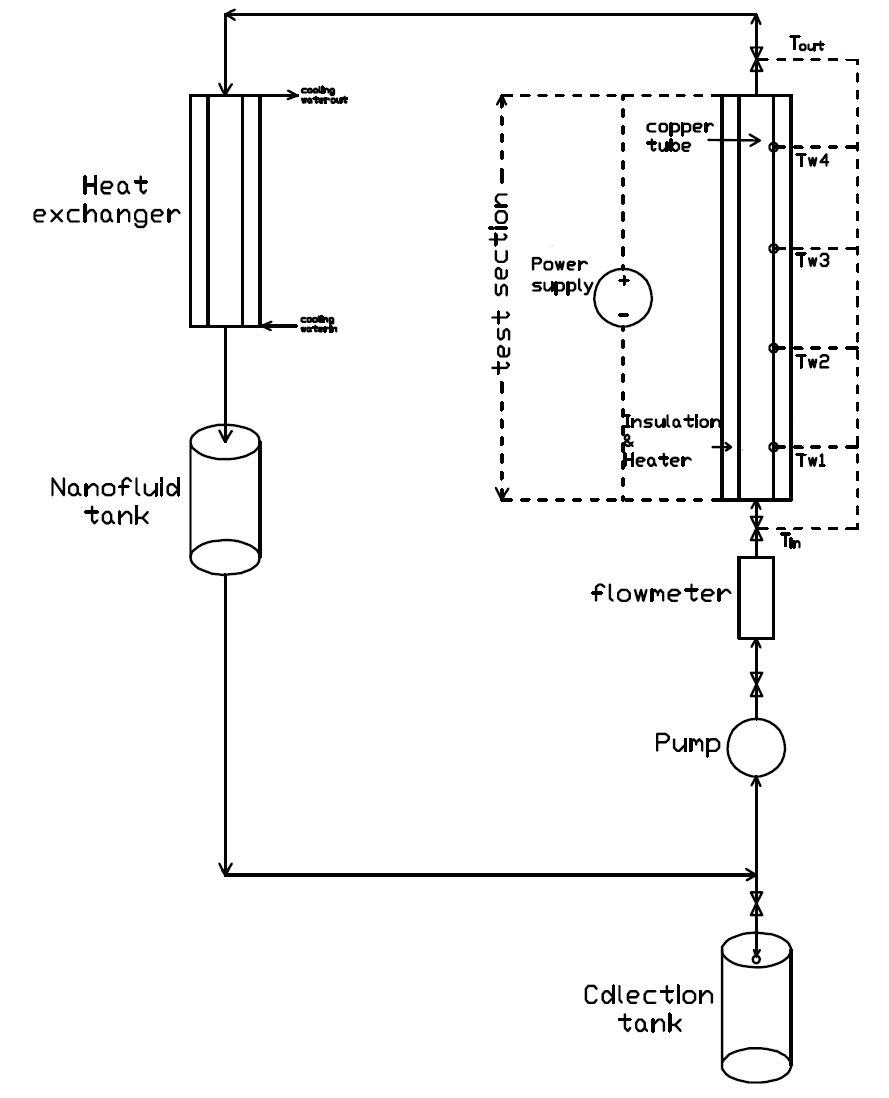 Tout
cooling
water out
copper
tube
Tw4
Heat
exchanger
test section
Power
supply
+
-
Tw3
cooling
water in
Tw2
Insulation
&
Heater
Tw1
Nanofluid
tank
Tin
flowmeter
Pump
Cdlection
tank